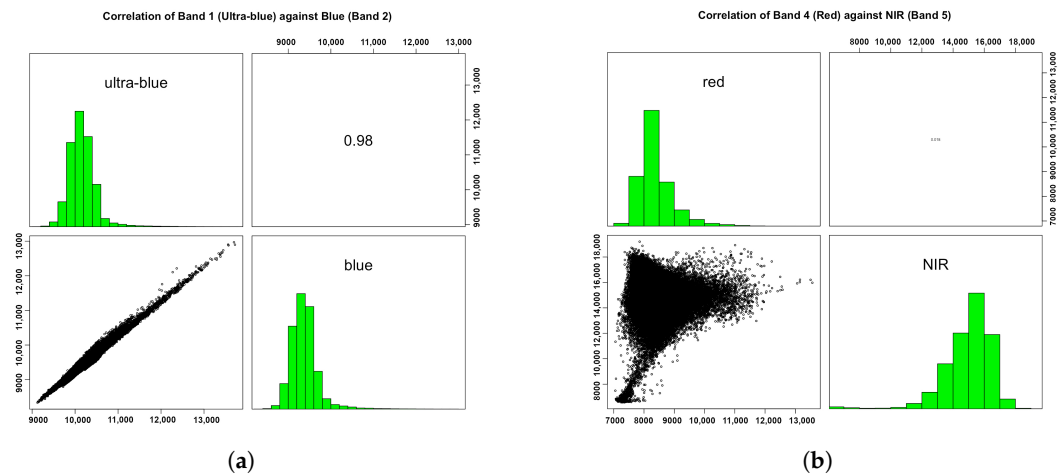 Correlation of Band 1 (Ultra-blue) against Blue (Band 2)
9000 10,000 11,000 12,000 13,000
ultra-blue
0.98
9000 10,000 11,000 12,000 13,000
9000 10,000 11,000 12,000 13,000
blue
9000 10,000 11,000 12,000 13,000
(a)
Correlation of Band 4 (Red) against NIR (Band 5)
8000 10,000 12,000 14,000 16,000 18,000
red
7000 8000 9000 10,000 11,000 12,000 13,000
8000 10,000 12,000 14,000 16,000 18,000
NIR
7000 8000 9000 10,000 11,000 12,000 13,000
(b)